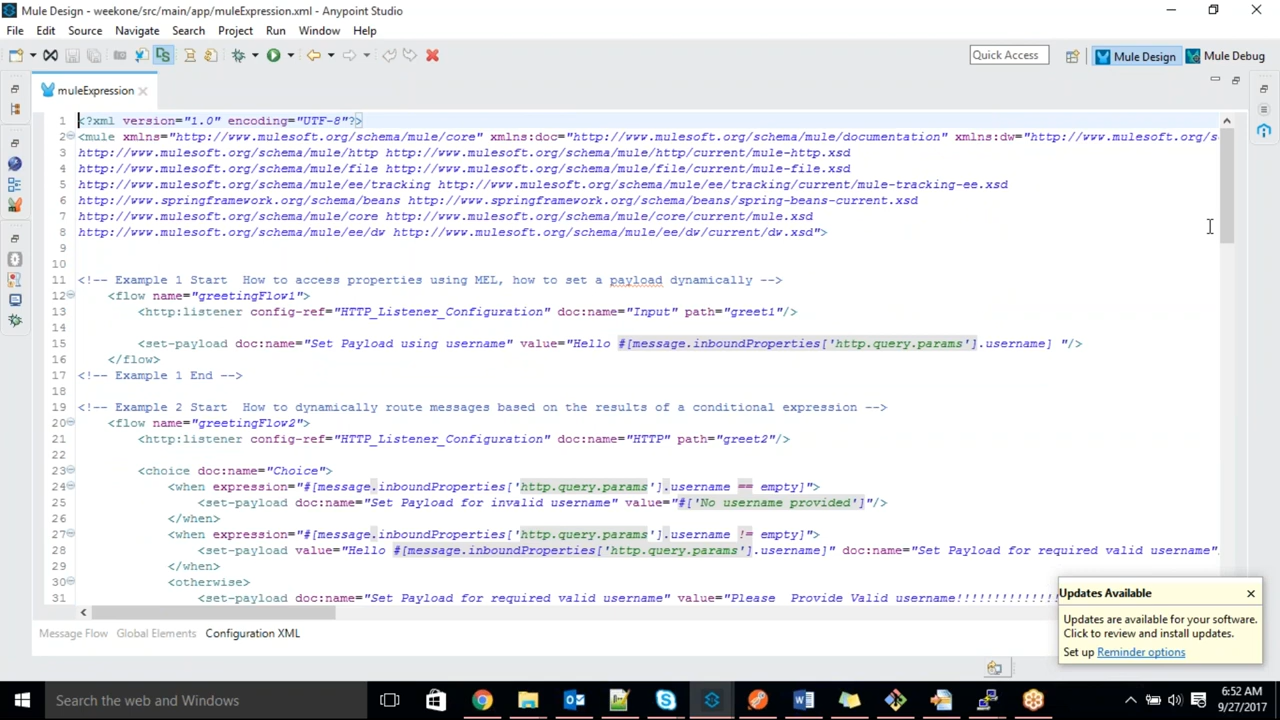 Mule Design - weekone/src/main/app/muleExpression.xml - Anypoint Studio
File Edit Source Navigate Search Project Run Window Help
Quick Access
Mule Design
Mule Debug
muleExpression
1 <?xml version="1.0" encoding="UTF-8"?>
2 <mule xmlns="http://www.mulesoft.org/schema/mule/core" xmlns:doc="http://www.mulesoft.org/schema/mule/documentation" xmlns:dw="http://www.mulesoft.org/s
3 http://www.mulesoft.org/schema/mule/http http://www.mulesoft.org/schema/mule/http/current/mule-http.xsd
4 http://www.mulesoft.org/schema/mule/file http://www.mulesoft.org/schema/mule/file/current/mule-file.xsd
5 http://www.mulesoft.org/schema/mule/ee/tracking http://www.mulesoft.org/schema/mule/ee/tracking/current/mule-tracking-ee.xsd
6 http://www.springframework.org/schema/beans http://www.springframework.org/schema/beans/spring-beans-current.xsd
7 http://www.mulesoft.org/schema/mule/core http://www.mulesoft.org/schema/mule/core/current/mule.xsd
8 http://www.mulesoft.org/schema/mule/ee/dw http://www.mulesoft.org/schema/mule/ee/dw/current/dw.xsd">
9
10
11 <!-- Example 1 Start  How to access properties using MEL, how to set a payload dynamically -->
12 <flow name="greetingFlow1">
13 <http:listener config-ref="HTTP_Listener_Configuration" doc:name="Input" path="greet1"/>
14
15 <set-payload doc:name="Set Payload using username" value="Hello #[message.inboundProperties['http.query.params'].username] "/>
16 </flow>
17 <!-- Example 1 End -->
18
19 <!-- Example 2 Start  How to dynamically route messages based on the results of a conditional expression -->
20 <flow name="greetingFlow2">
21 <http:listener config-ref="HTTP_Listener_Configuration" doc:name="HTTP" path="greet2"/>
22
23 <choice doc:name="Choice">
24 <when expression="#[message.inboundProperties['http.query.params'].username == empty]">
25 <set-payload doc:name="Set Payload for invalid username" value="#['No username provided']"/>
26 </when>
27 <when expression="#[message.inboundProperties['http.query.params'].username != empty]">
28 <set-payload value="Hello #[message.inboundProperties['http.query.params'].username]" doc:name="Set Payload for required valid username"
29 </when>
30 <otherwise>
31 <set-payload doc:name="Set Payload for required valid username" value="Please  Provide Valid username!!!!!!!!!!!!!!
Updates Available
Updates are available for your software.
Click to review and install updates.
Set up Reminder options
Message Flow Global Elements Configuration XML
Search the web and Windows
6:52 AM
9/27/2017